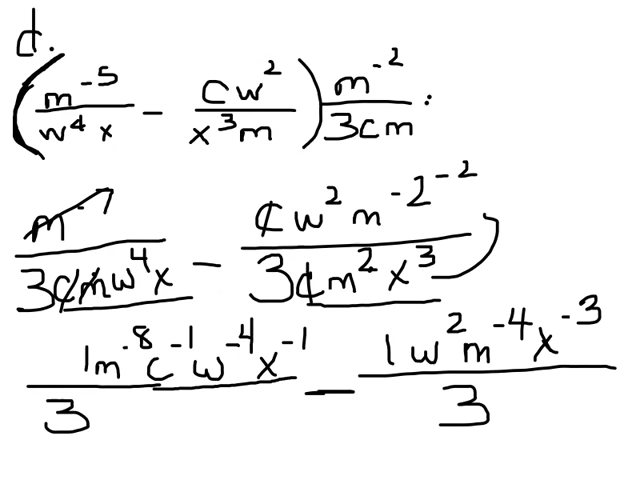 d.
(m^-5/w^4 x - cw^2/x^3 m) m^-2/3cm :
m^-7/3cmw^4x - cw^2m^-2-2/3cm^2x^3
1m^-8c^-1w^-4x^-1/3 - 1w^2m^-4x^-3/3